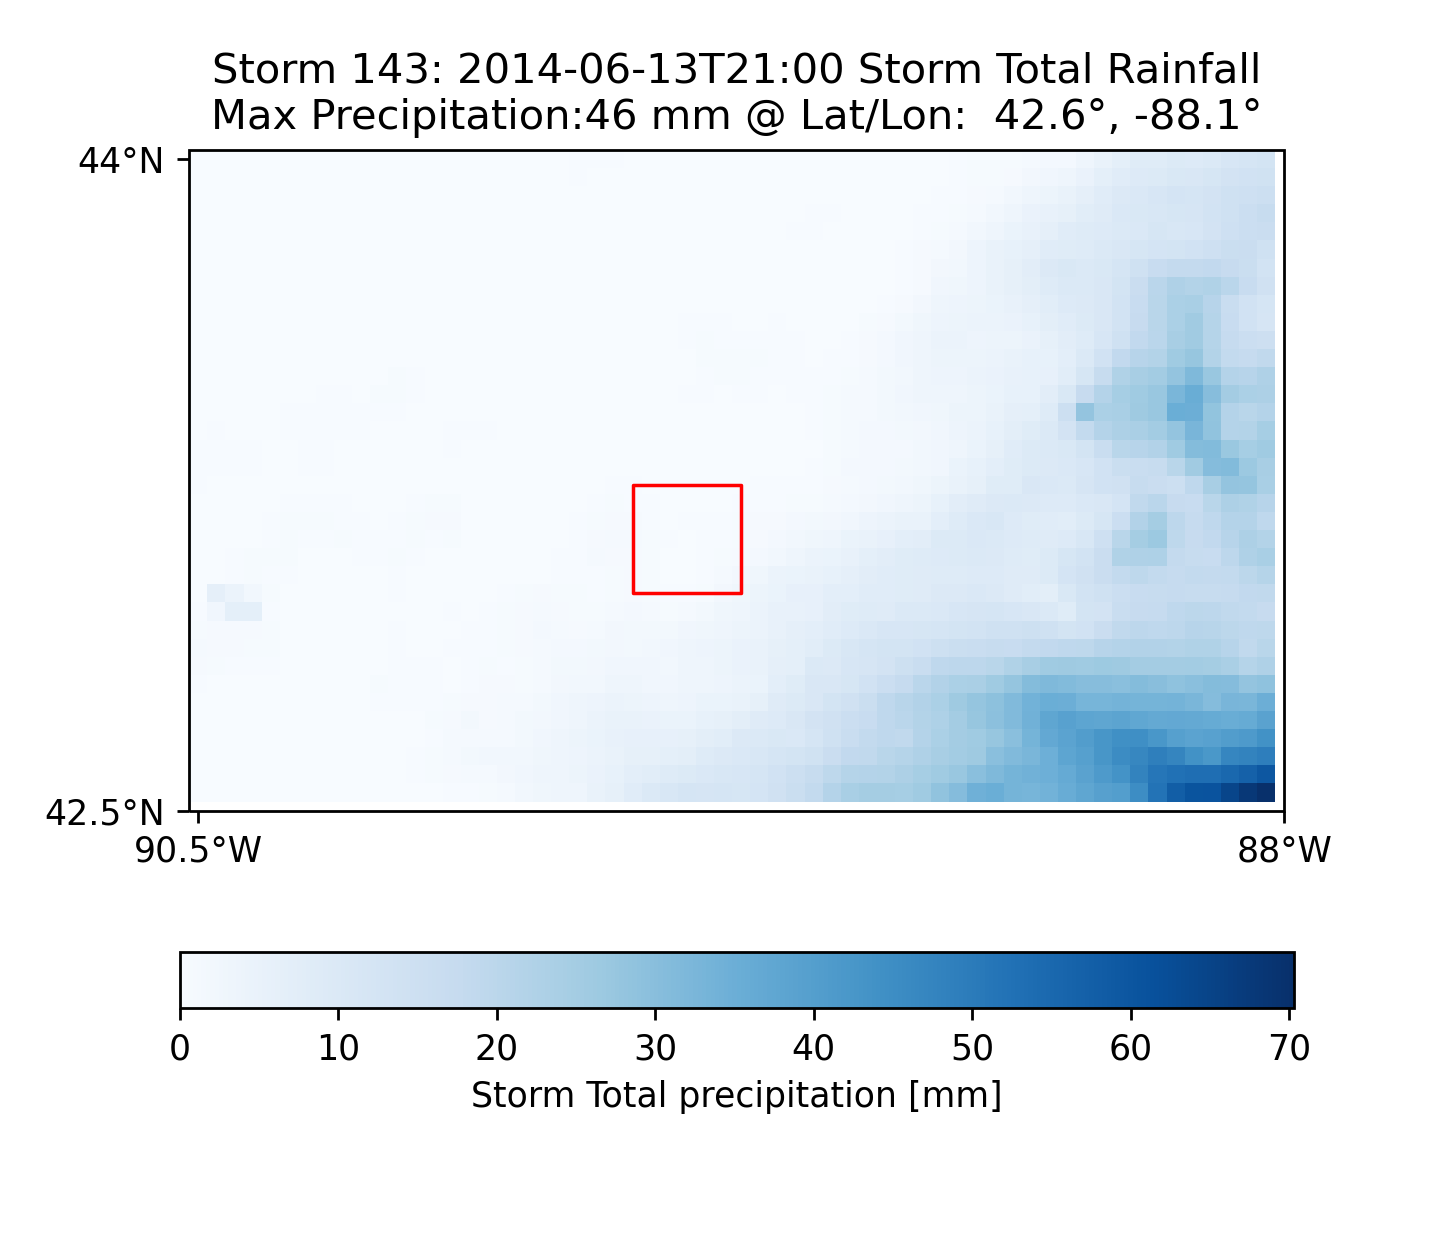 Storm 143: 2014-06-13T21:00 Storm Total Rainfall
Max Precipitation:46 mm @ Lat/Lon:  42.6°, -88.1°
44°N
42.5°N
90.5°W 88°W
0 10 20 30 40 50 60 70
Storm Total precipitation [mm]